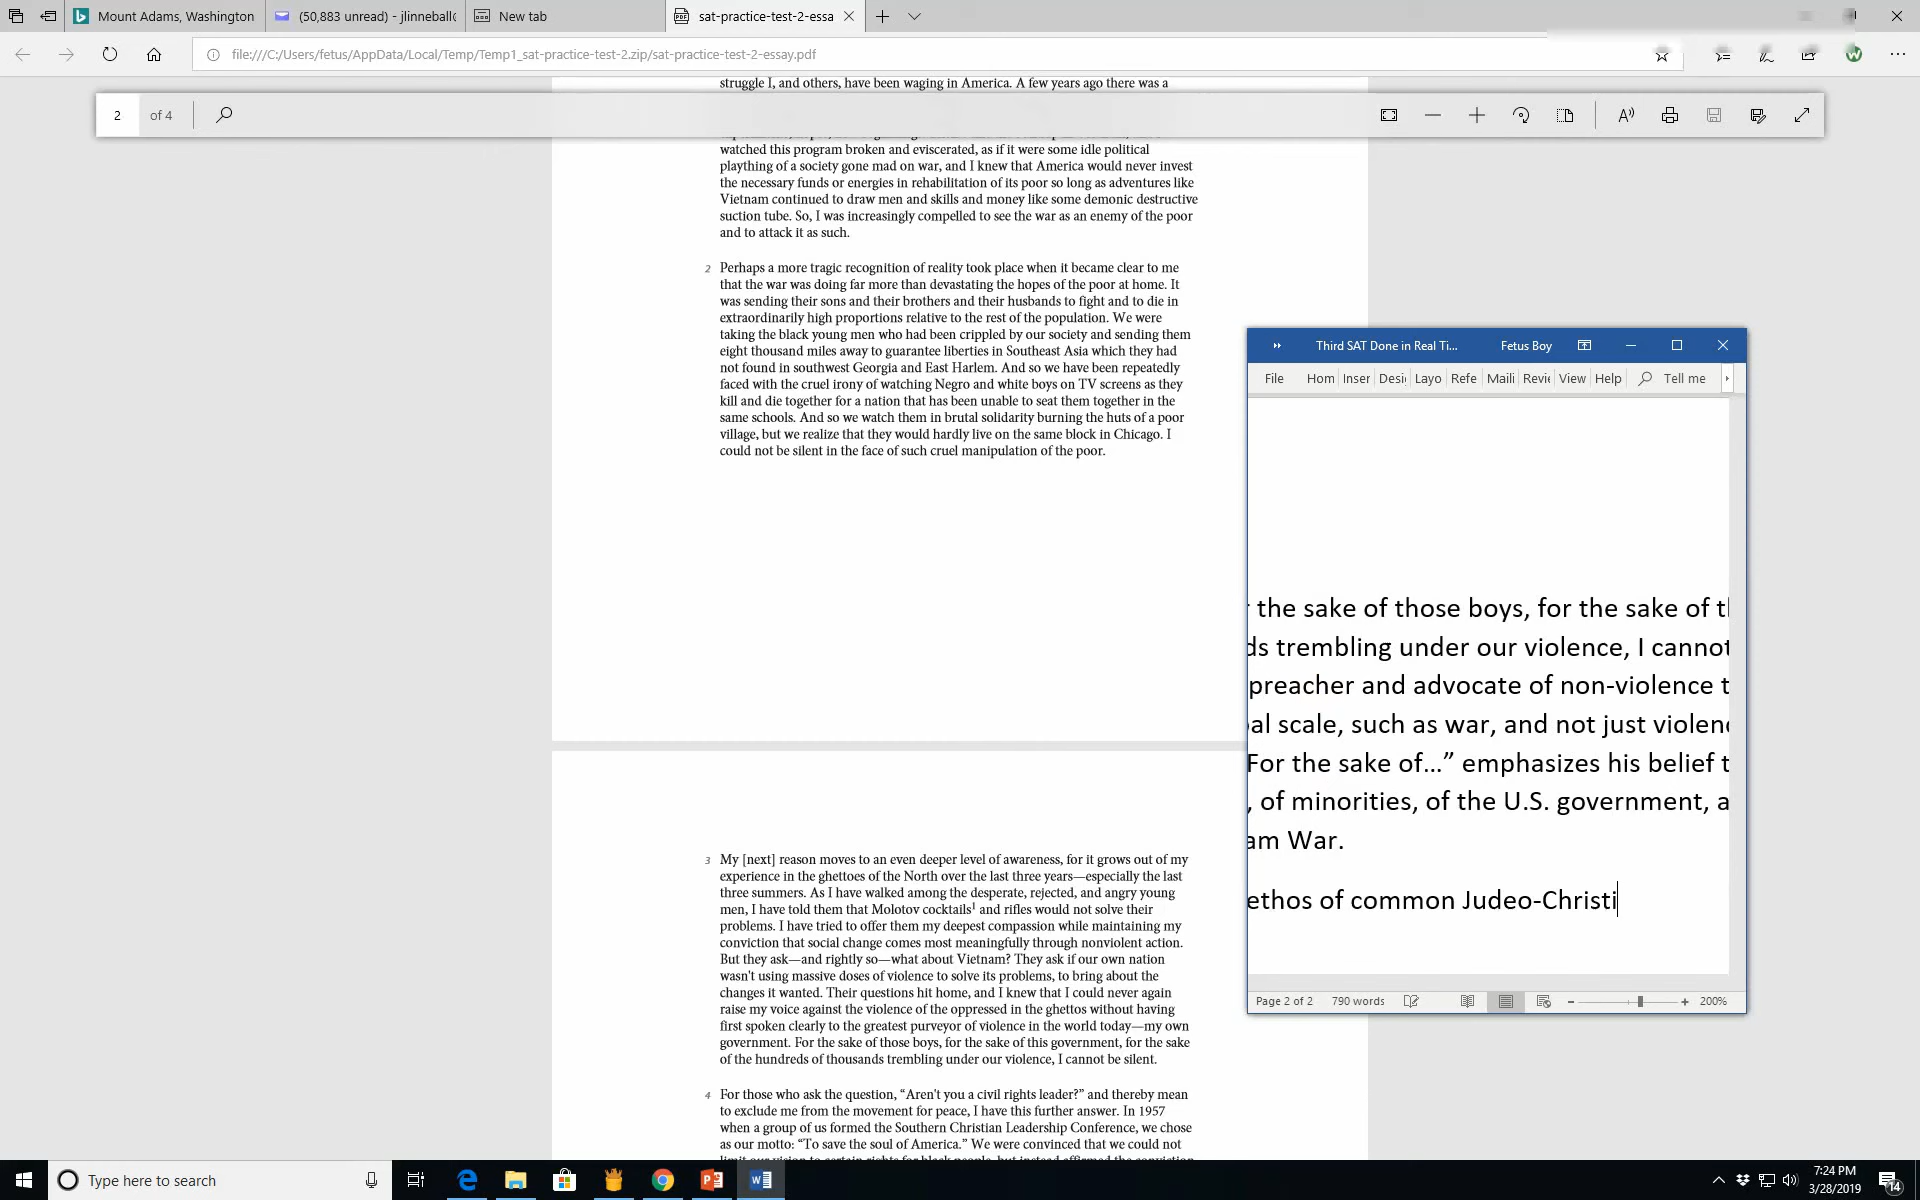 Mount Adams, Washington
(50,883 unread) - jlinneball
New tab
sat-practice-test-2-essa
file:///C:/Users/fetus/AppData/Local/Temp/Temp1_sat-practice-test-2.zip/sat-practice-test-2-essay.pdf
struggle I, and others, have been waging in America. A few years ago there was a
2 of 4
watched this program broken and eviscerated, as if it were some idle political
plaything of a society gone mad on war, and I knew that America would never invest
the necessary funds or energies in rehabilitation of its poor so long as adventures like
Vietnam continued to draw men and skills and money like some demonic destructive
suction tube. So, I was increasingly compelled to see the war as an enemy of the poor
and to attack it as such.
2 Perhaps a more tragic recognition of reality took place when it became clear to me
that the war was doing far more than devastating the hopes of the poor at home. It
was sending their sons and their brothers and their husbands to fight and to die in
extraordinarily high proportions relative to the rest of the population. We were
taking the black young men who had been crippled by our society and sending them
eight thousand miles away to guarantee liberties in Southeast Asia which they had
not found in southwest Georgia and East Harlem. And so we have been repeatedly
faced with the cruel irony of watching Negro and white boys on TV screens as they
kill and die together for a nation that has been unable to seat them together in the
same schools. And so we watch them in brutal solidarity burning the huts of a poor
village, but we realize that they would hardly live on the same block in Chicago. I
could not be silent in the face of such cruel manipulation of the poor.
3 My [next] reason moves to an even deeper level of awareness, for it grows out of my
experience in the ghettoes of the North over the last three years—especially the last
three summers. As I have walked among the desperate, rejected, and angry young
men, I have told them that Molotov cocktails1 and rifles would not solve their
problems. I have tried to offer them my deepest compassion while maintaining my
conviction that social change comes most meaningfully through nonviolent action.
But they ask—and rightly so—what about Vietnam? They ask if our own nation
wasn't using massive doses of violence to solve its problems, to bring about the
changes it wanted. Their questions hit home, and I knew that I could never again
raise my voice against the violence of the oppressed in the ghettos without having
first spoken clearly to the greatest purveyor of violence in the world today—my own
government. For the sake of those boys, for the sake of this government, for the sake
of the hundreds of thousands trembling under our violence, I cannot be silent.
4 For those who ask the question, “Aren't you a civil rights leader?” and thereby mean
to exclude me from the movement for peace, I have this further answer. In 1957
when a group of us formed the Southern Christian Leadership Conference, we chose
as our motto: “To save the soul of America.” We were convinced that we could not
limit our vision to certain rights for black people, but instead affirmed the conviction
Third SAT Done in Real Ti... Fetus Boy
File Hom Inser Desi Layo Refe Maili Revie View Help Tell me
the sake of those boys, for the sake of
ds trembling under our violence, I cannot
preacher and advocate of non-violence t
al scale, such as war, and not just violen
For the sake of…” emphasizes his belief t
, of minorities, of the U.S. government, a
am War.
ethos of common Judeo-Christi
Page 2 of 2 790 words 200%
Type here to search
7:24 PM
3/28/2019
14